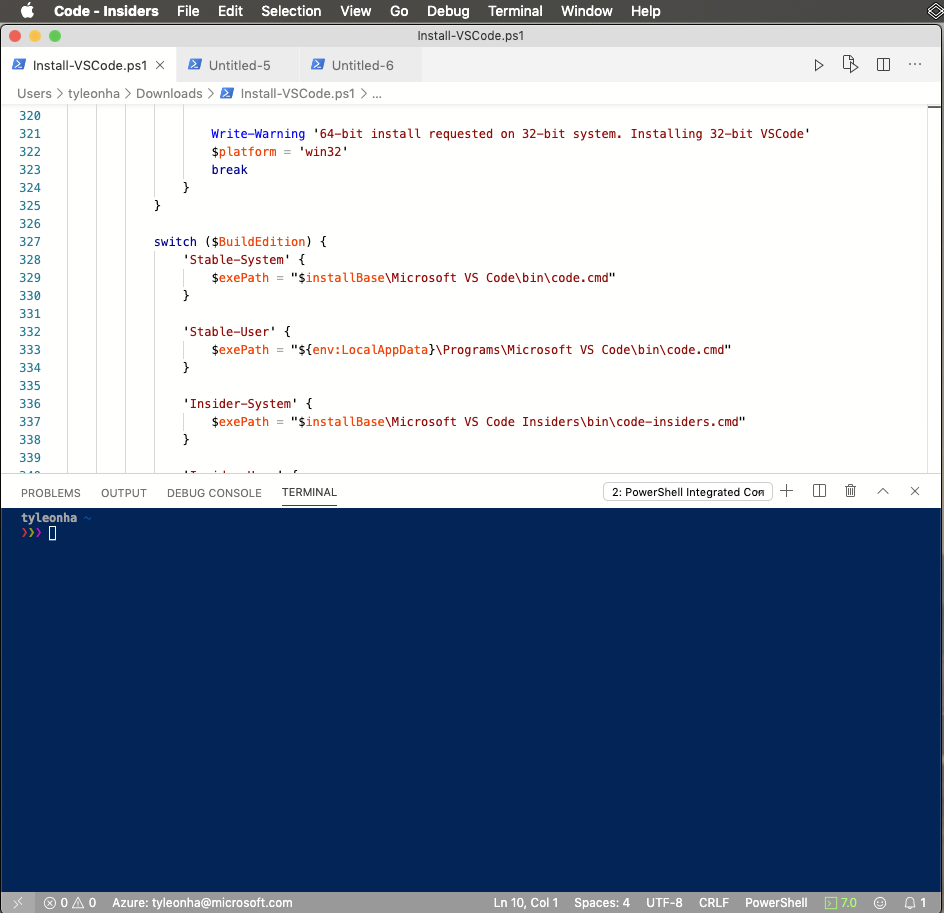 Code - Insiders File Edit Selection View Go Debug Terminal Window Help
Install-VSCode.ps1
Install-VSCode.ps1 Untitled-5 Untitled-6
Users > tyleonha > Downloads > Install-VSCode.ps1 > ...
320
321 Write-Warning '64-bit install requested on 32-bit system. Installing 32-bit VSCode'
322 $platform = 'win32'
323 break
324 }
325 }
326
327 switch ($BuildEdition) {
328 'Stable-System' {
329 $exePath = "$installBase\Microsoft VS Code\bin\code.cmd"
330 }
331
332 'Stable-User' {
333 $exePath = "${env:LocalAppData}\Programs\Microsoft VS Code\bin\code.cmd"
334 }
335
336 'Insider-System' {
337 $exePath = "$installBase\Microsoft VS Code Insiders\bin\code-insiders.cmd"
338 }
339
PROBLEMS OUTPUT DEBUG CONSOLE TERMINAL 2: PowerShell Integrated
tyleonha ~
❯❯❯
0 0 Azure: tyleonha@microsoft.com Ln 10, Col 1 Spaces: 4 UTF-8 CRLF PowerShell 7.0 1